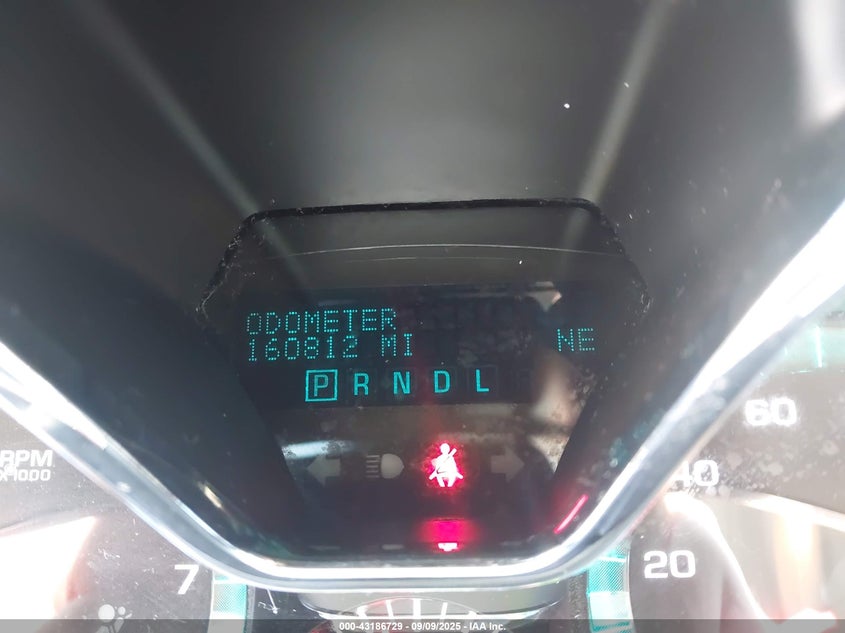 ODOMETER
160812 MI NE
P R N D L
60
RPM
X1000
40
7
20
000-43186729 - 09/09/2025 - IAA Inc.